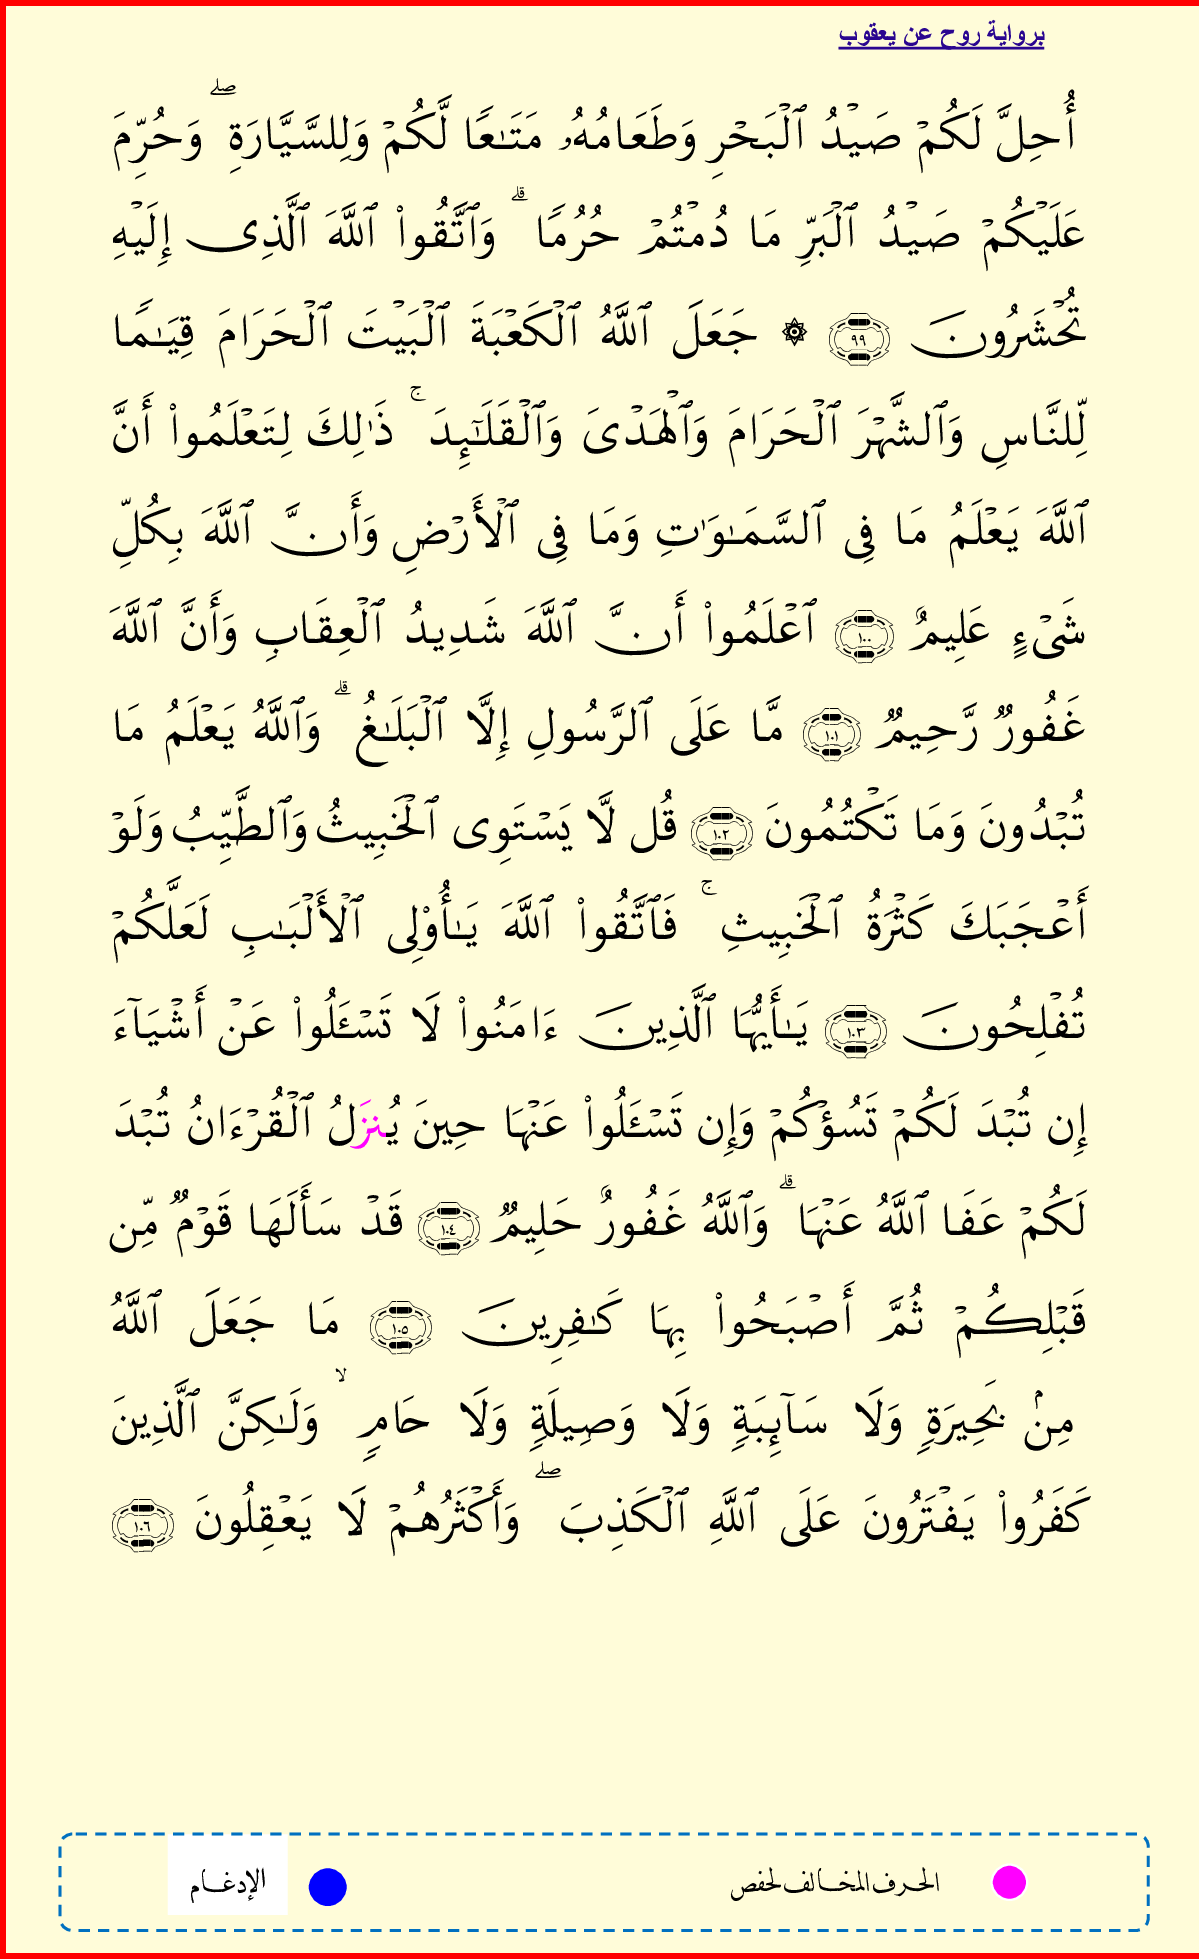 برواية روح عن يعقوب
أُحِلَّ لَكُمۡ صَيۡدُ ٱلۡبَحۡرِ وَطَعَامُهُۥ مَتَٰعٗا لَّكُمۡ وَلِلسَّيَّارَةِۖ وَحُرِّمَ
عَلَيۡكُمۡ صَيۡدُ ٱلۡبَرِّ مَا دُمۡتُمۡ حُرُمٗاۗ وَٱتَّقُواْ ٱللَّهَ ٱلَّذِي إِلَيۡهِ
تُحۡشَرُونَ ٩٩ ۞ جَعَلَ ٱللَّهُ ٱلۡكَعۡبَةَ ٱلۡبَيۡتَ ٱلۡحَرَامَ قِيَٰمٗا
لِّلنَّاسِ وَٱلشَّهۡرَ ٱلۡحَرَامَ وَٱلۡهَدۡيَ وَٱلۡقَلَٰٓئِدَۚ ذَٰلِكَ لِتَعۡلَمُواْ أَنَّ
ٱللَّهَ يَعۡلَمُ مَا فِي ٱلسَّمَٰوَٰتِ وَمَا فِي ٱلۡأَرۡضِ وَأَنَّ ٱللَّهَ بِكُلِّ
شَيۡءٍ عَلِيمٌ ١٠٠ ٱعۡلَمُواْ أَنَّ ٱللَّهَ شَدِيدُ ٱلۡعِقَابِ وَأَنَّ ٱللَّهَ
غَفُورٞ رَّحِيمٞ ١٠١ مَّا عَلَى ٱلرَّسُولِ إِلَّا ٱلۡبَلَٰغُۗ وَٱللَّهُ يَعۡلَمُ مَا
تُبۡدُونَ وَمَا تَكۡتُمُونَ ١٠٢ قُل لَّا يَسۡتَوِي ٱلۡخَبِيثُ وَٱلطَّيِّبُ وَلَوۡ
أَعۡجَبَكَ كَثۡرَةُ ٱلۡخَبِيثِۚ فَٱتَّقُواْ ٱللَّهَ يَٰٓأُوْلِي ٱلۡأَلۡبَٰبِ لَعَلَّكُمۡ
تُفۡلِحُونَ ١٠٣ يَٰأَيُّهَا ٱلَّذِينَ ءَامَنُواْ لَا تَسۡـَٔلُواْ عَنۡ أَشۡيَآءَ
إِن تُبۡدَ لَكُمۡ تَسُؤۡكُمۡ وَإِن تَسۡـَٔلُواْ عَنۡهَا حِينَ يُنزَلُ ٱلۡقُرۡءَانُ تُبۡدَ
لَكُمۡ عَفَا ٱللَّهُ عَنۡهَاۗ وَٱللَّهُ غَفُورٌ حَلِيمٞ ١٠٤ قَدۡ سَأَلَهَا قَوۡمٞ مِّن
قَبۡلِكُمۡ ثُمَّ أَصۡبَحُواْ بِهَا كَٰفِرِينَ ١٠٥ مَا جَعَلَ ٱللَّهُ
مِنۢ بَحِيرَةٖ وَلَا سَآئِبَةٖ وَلَا وَصِيلَةٖ وَلَا حَامٖۙ وَلَٰكِنَّ ٱلَّذِينَ
كَفَرُواْ يَفۡتَرُونَ عَلَى ٱللَّهِ ٱلۡكَذِبَۖ وَأَكۡثَرُهُمۡ لَا يَعۡقِلُونَ ١٠٦
الحرف المخالف لحفص
الإدغام